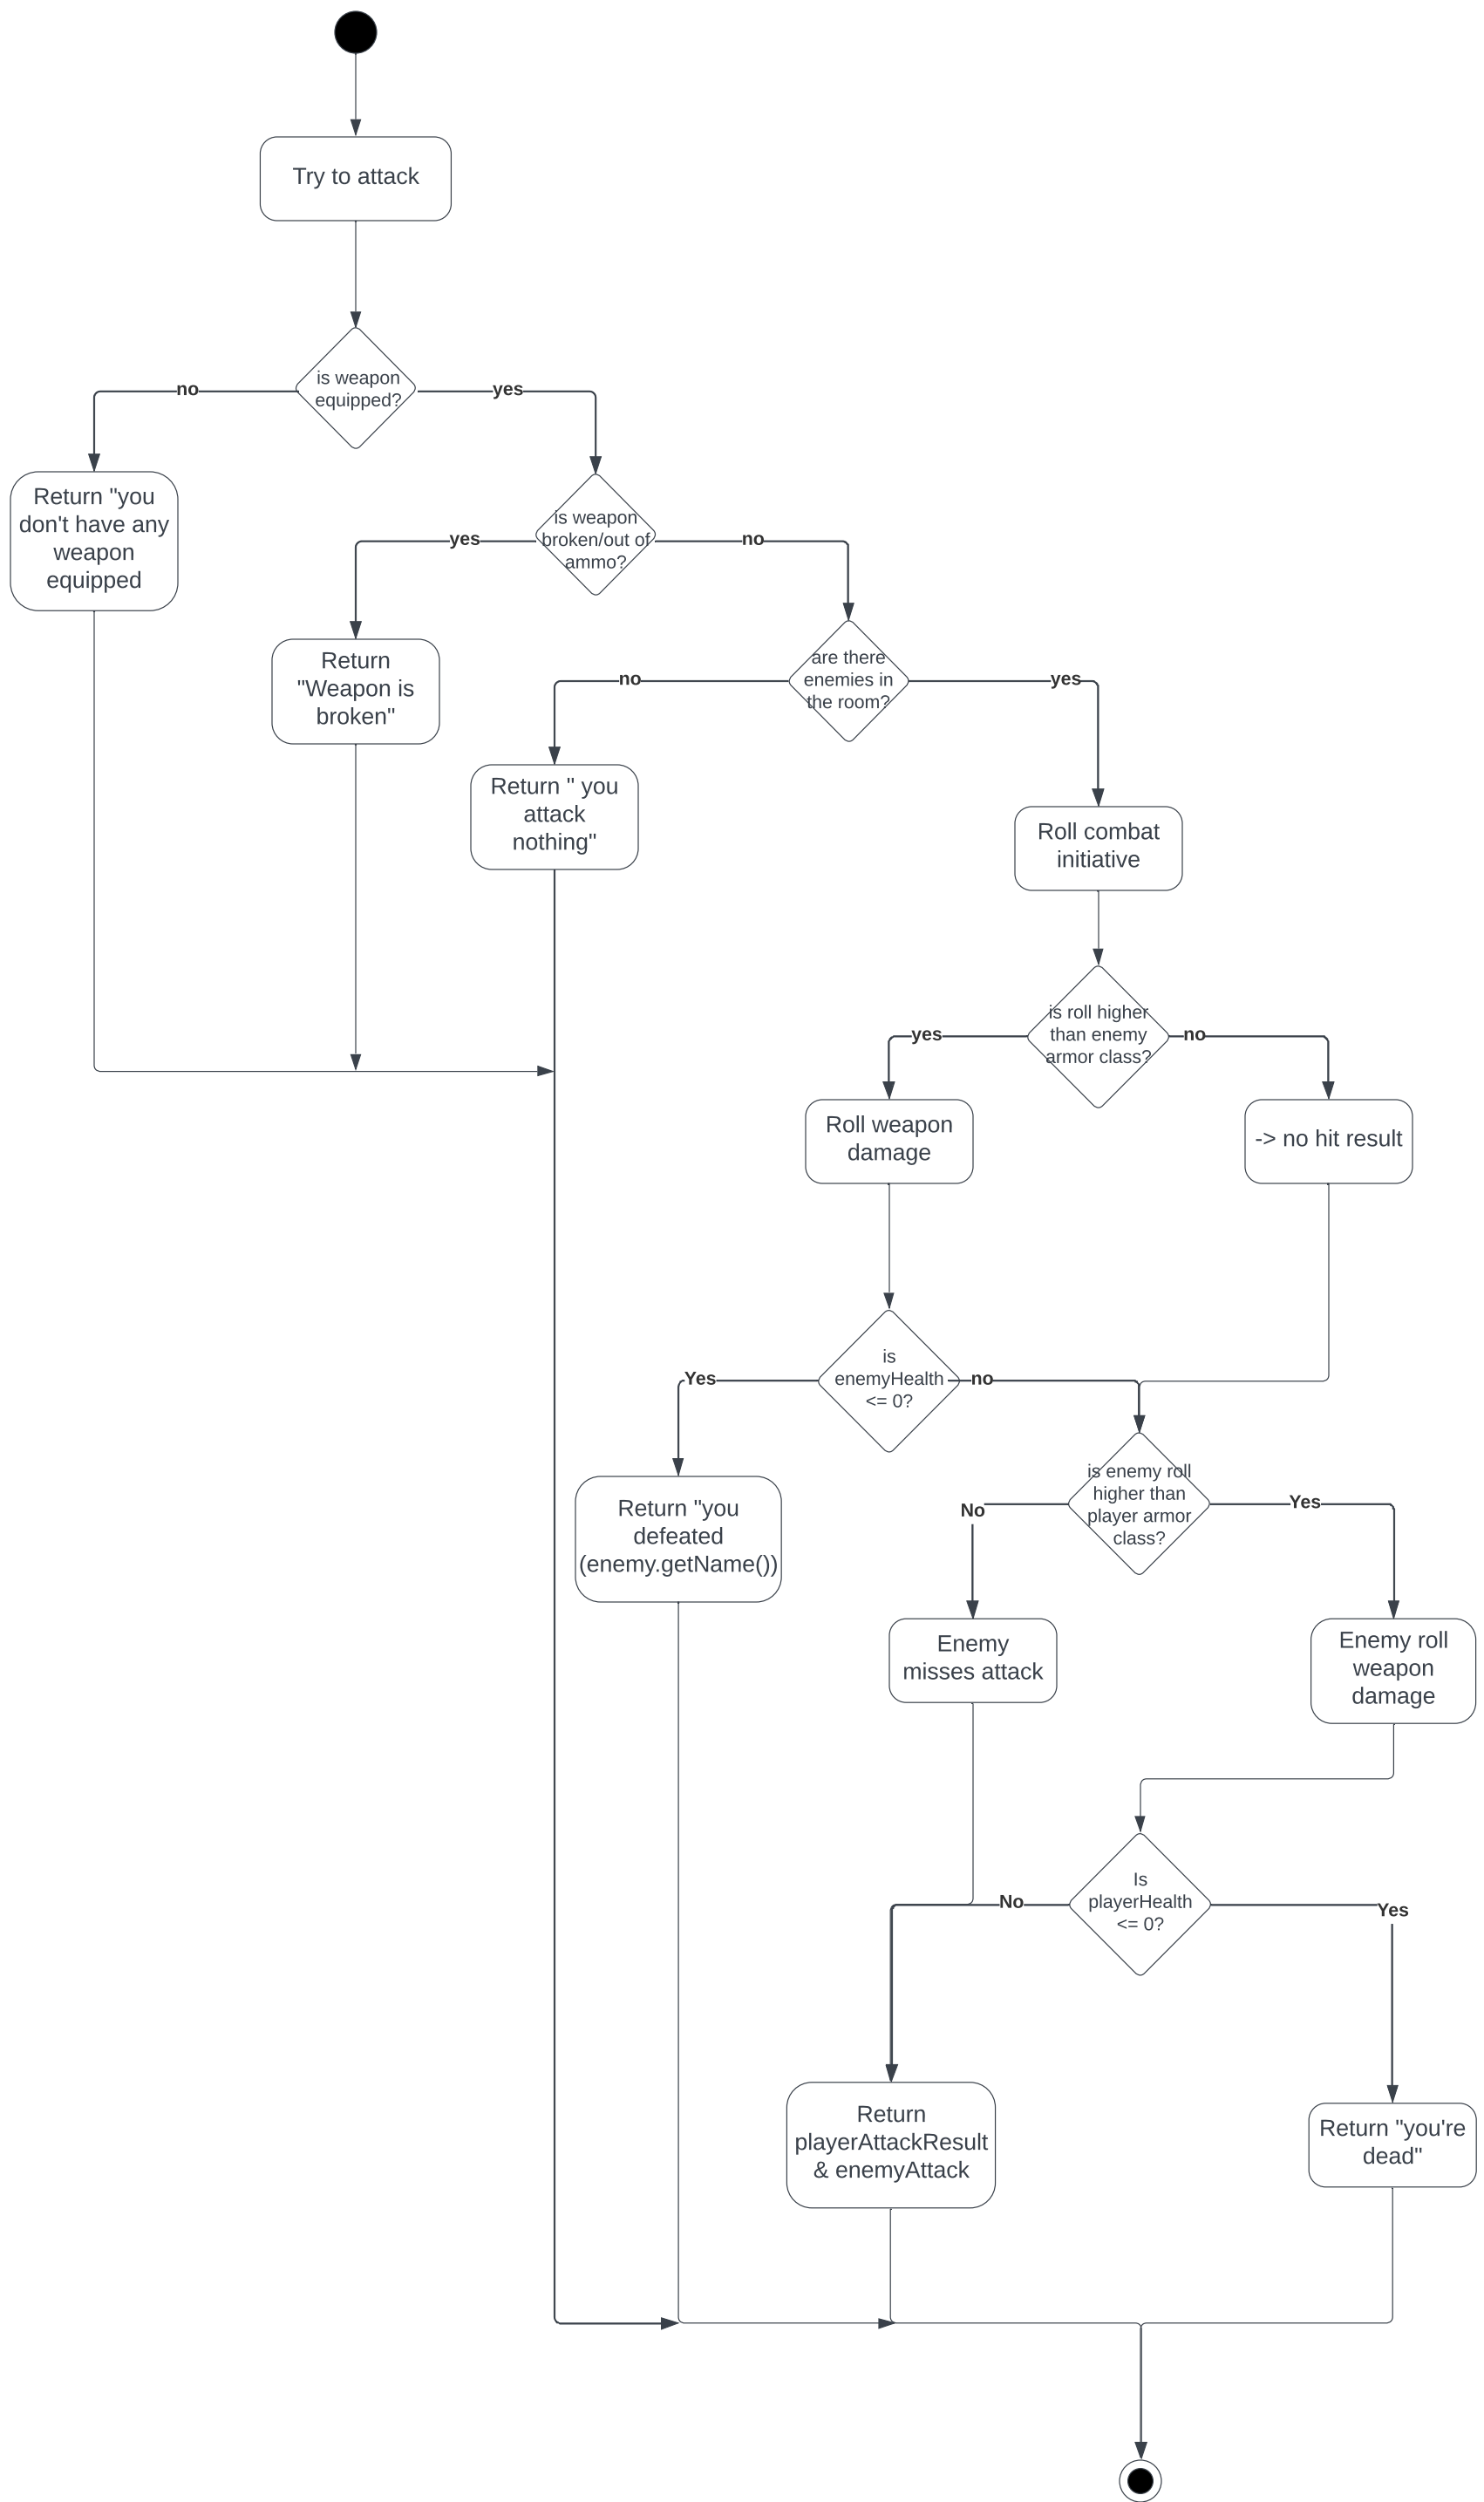 Try to attack
is weapon
equipped?
no
yes
Return "you
don't have any
weapon
equipped
is weapon
broken/out of
ammo?
yes
no
Return
"Weapon is
broken"
are there
enemies in
the room?
no
yes
Return " you
attack
nothing"
Roll combat
initiative
is roll higher
than enemy
armor class?
yes
no
Roll weapon
damage
-> no hit result
is
enemyHealth
<= 0?
Yes
no
Return "you
defeated
(enemy.getName())
is enemy roll
higher than
player armor
class?
No
Yes
Enemy
misses attack
Enemy roll
weapon
damage
Is
playerHealth
<= 0?
No
Yes
Return
playerAttackResult
& enemyAttack
Return "you're
dead"